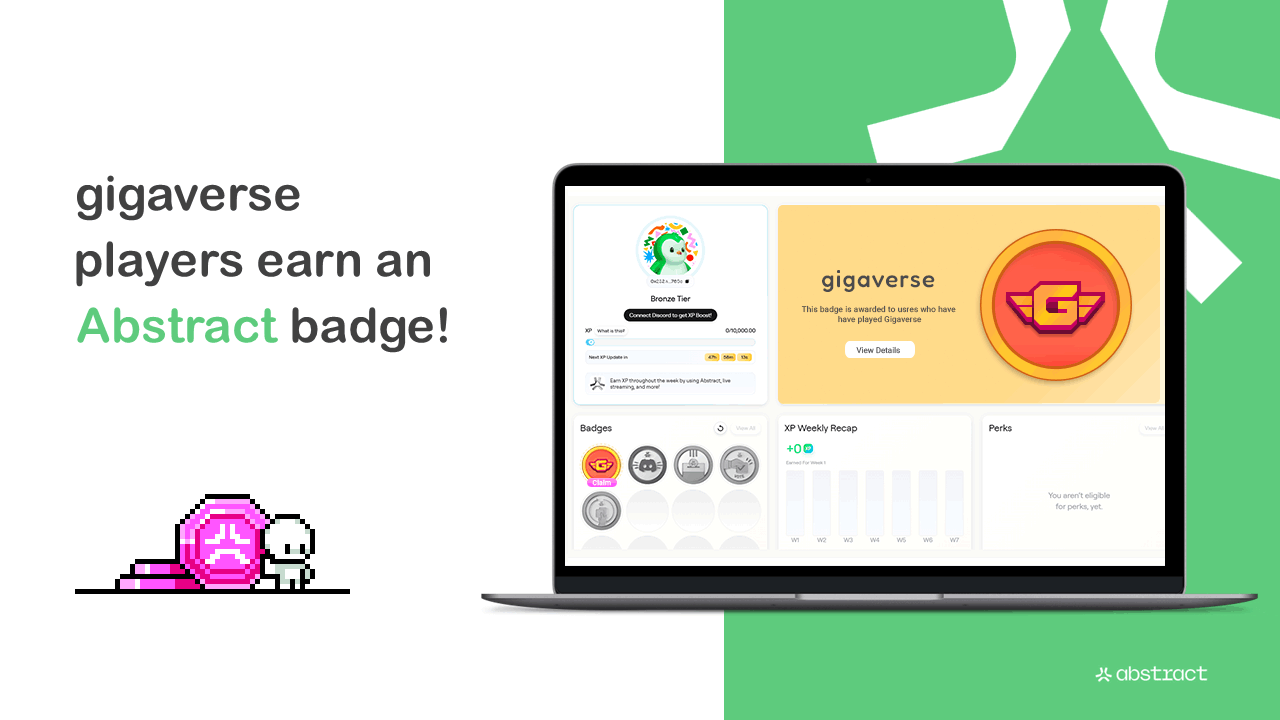 gigaverse
players earn an
Abstract badge!
Bronze Tier
Connect Discord to get XP Boost!
XP What is this?
0/10,000.00
Next XP Update in
47h 56m 13s
Earn XP throughout the week by using Abstract, live
streaming, and more!
gigaverse
This badge is awarded to usres who have
have played Gigaverse
View Details
G
Badges
View All
G
Claim
XP Weekly Recap
+0 XP
Earned For Week 1
W1 W2 W3 W4 W5 W6 W7
Perks
View All
You aren't eligible
for perks, yet.
abstract